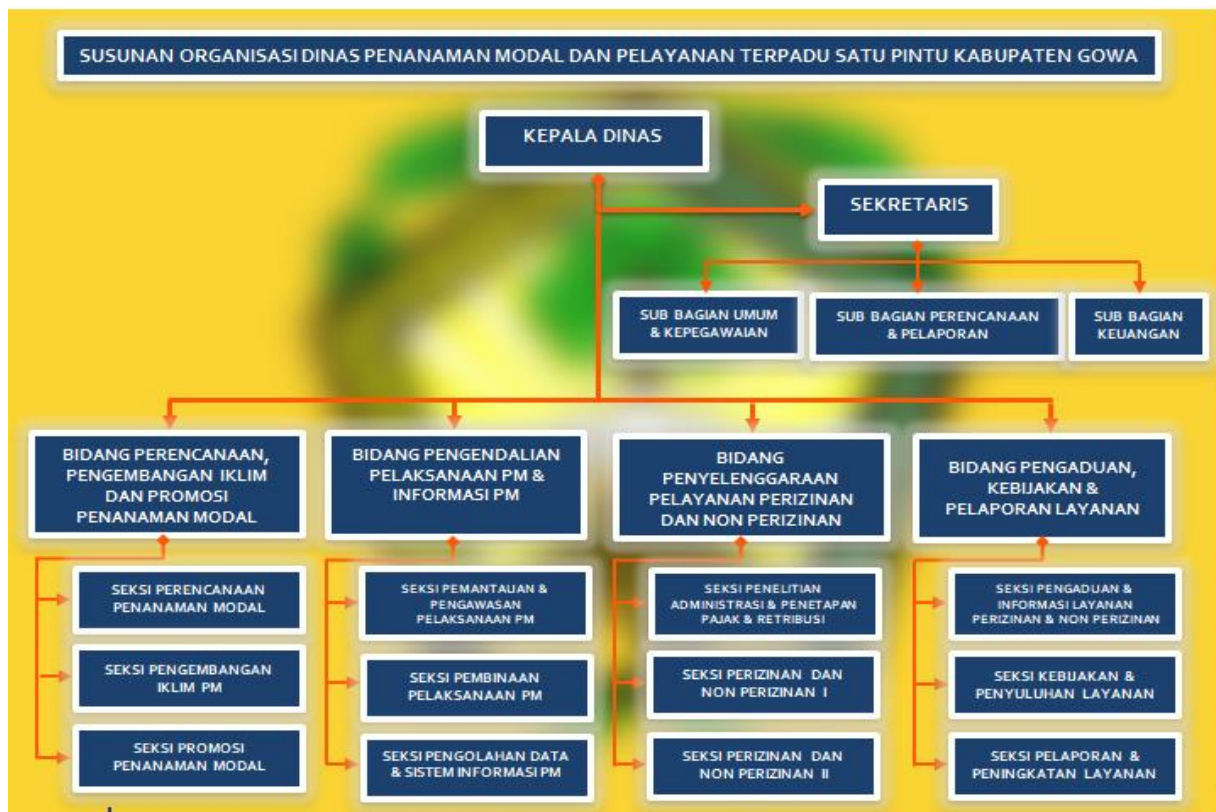 SUSUNAN ORGANISASI DINAS PENANAMAN MODAL DAN PELAYANAN TERPADU SATU PINTU KABUPATEN GOWA
KEPALA DINAS
SEKRETARIS
SUB BAGIAN UMUM
& KEPEGAWAIAN
SUB BAGIAN PERENCANAAN
& PELAPORAN
SUB BAGIAN
KEUANGAN
BIDANG PERENCANAAN,
PENGEMBANGAN IKLIM
DAN PROMOSI
PENANAMAN MODAL
BIDANG PENGENDALIAN
PELAKSANAAN PM &
INFORMASI PM
BIDANG
PENYELENGGARAAN
PELAYANAN PERIZINAN
DAN NON PERIZINAN
BIDANG PENGADUAN,
KEBIJAKAN &
PELAPORAN LAYANAN
SEKSI PERENCANAAN
PENANAMAN MODAL
SEKSI PENGEMBANGAN
IKLIM PM
SEKSI PROMOSI
PENANAMAN MODAL
SEKSI PEMANTAUAN &
PENGAWASAN
PELAKSANAAN PM
SEKSI PEMBINAAN
PELAKSANAAN PM
SEKSI PENGOLAHAN DATA
& SISTEM INFORMASI PM
SEKSI PENELITIAN
ADMINISTRASI & PENETAPAN
PAJAK & RETRIBUSI
SEKSI PERIZINAN DAN
NON PERIZINAN I
SEKSI PERIZINAN DAN
NON PERIZINAN II
SEKSI PENGADUAN &
INFORMASI LAYANAN
PERIZINAN & NON PERIZINAN
SEKSI KEBIJAKAN &
PENYULUHAN LAYANAN
SEKSI PELAPORAN &
PENINGKATAN LAYANAN